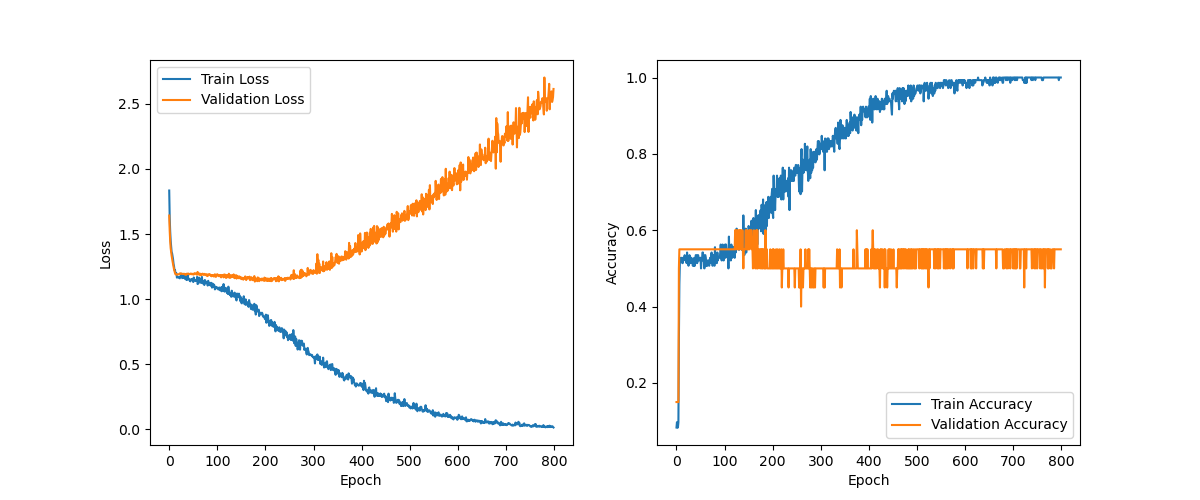 Train Loss
Validation Loss
2.5
2.0
1.5
1.0
0.5
0.0
Loss
0 100 200 300 400 500 600 700 800
Epoch
1.0
0.8
0.6
0.4
0.2
Accuracy
Train Accuracy
Validation Accuracy
0 100 200 300 400 500 600 700 800
Epoch